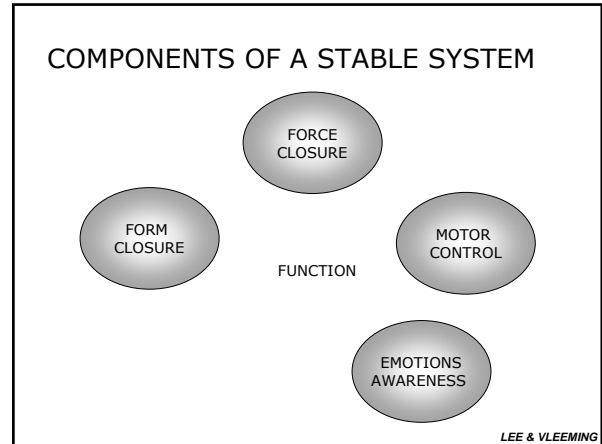 COMPONENTS OF A STABLE SYSTEM
FORCE
CLOSURE
FORM
CLOSURE
MOTOR
CONTROL
FUNCTION
EMOTIONS
AWARENESS
LEE & VLEEMING